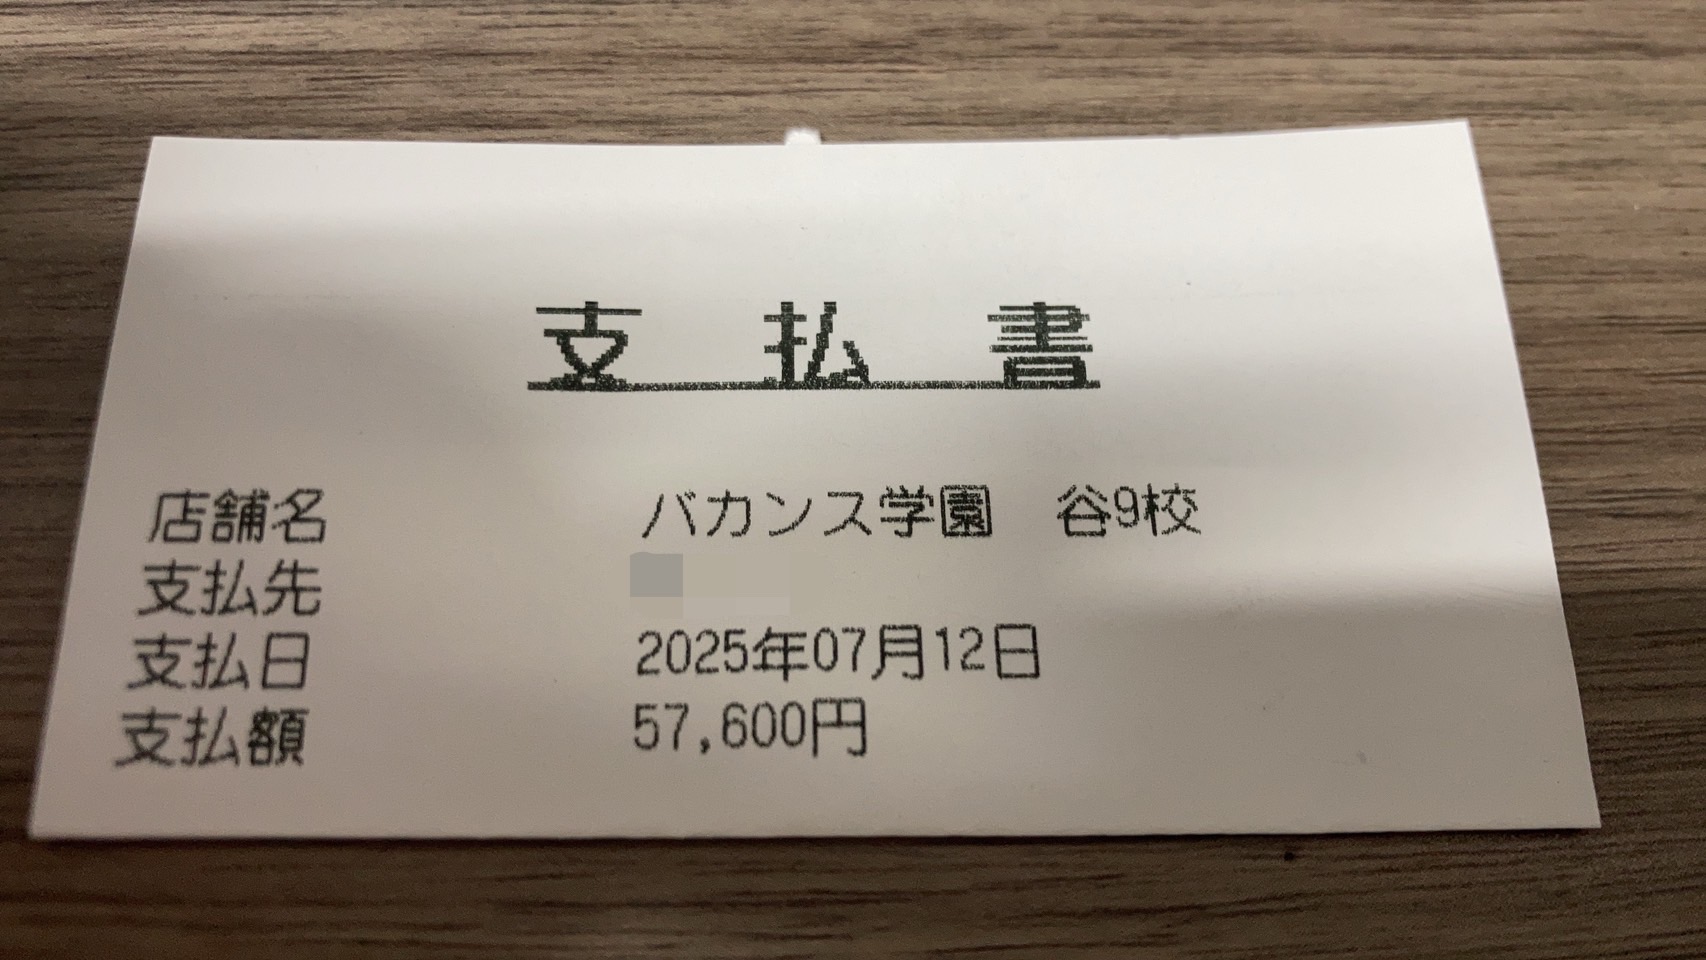 支払書
店舗名 バカンス学園 谷9校
支払先
支払日 2025年07月12日
支払額 57,600円